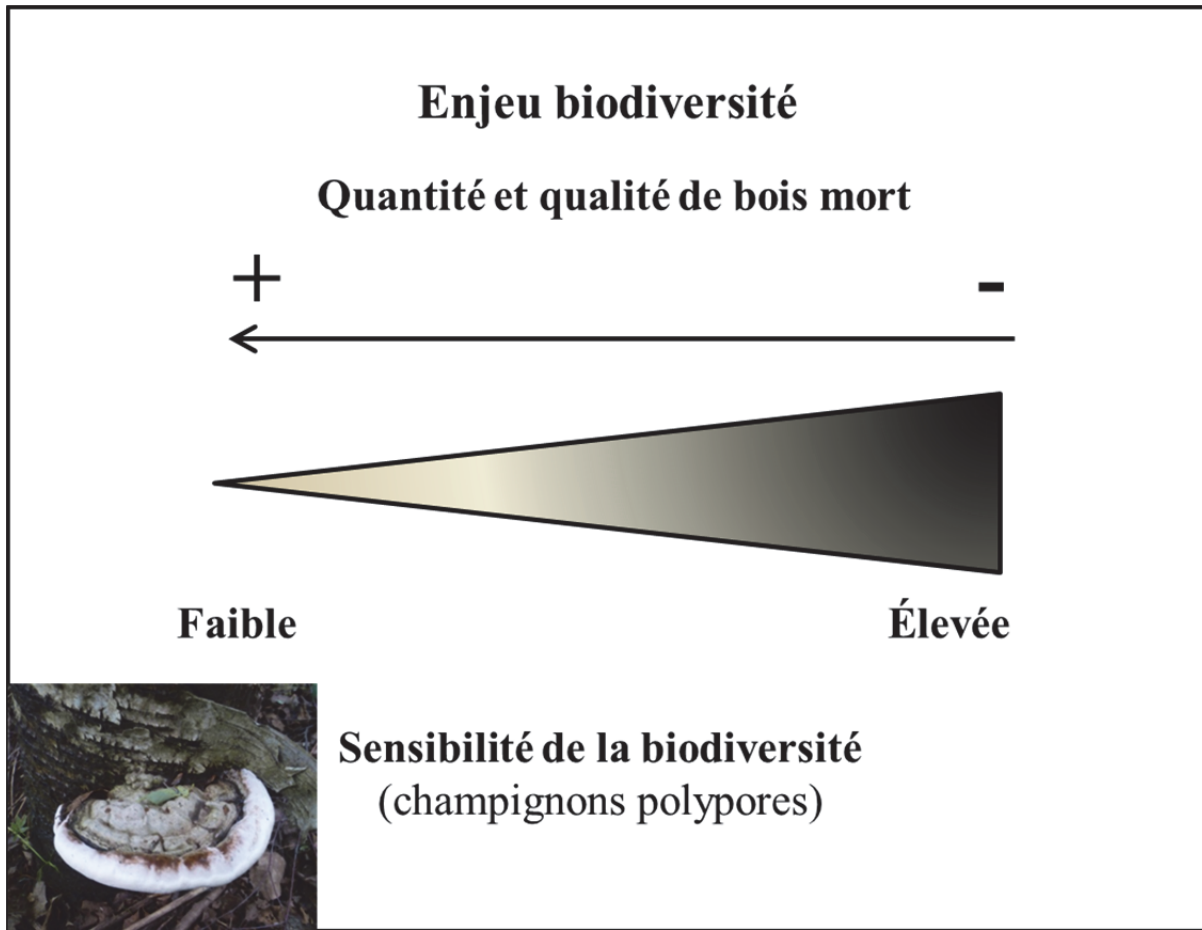 Enjeu biodiversité
Quantité et qualité de bois mort
+ -
Faible Élevée
Sensibilité de la biodiversité
(champignons polypores)